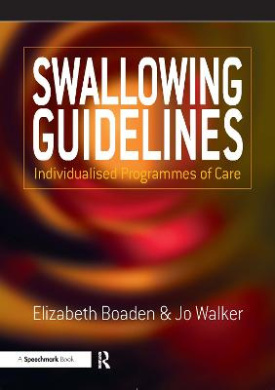 SWALLOWING
GUIDELINES
Individualised Programmes of Care
Elizabeth Boaden & Jo Walker
A Speechmark Book
R